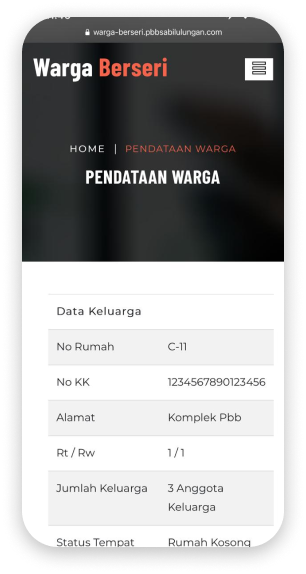 warga-berseri.pbbsabilulungan.com
Warga Berseri
HOME | PENDATAAN WARGA
PENDATAAN WARGA
Data Keluarga
No Rumah C-11
No KK 1234567890123456
Alamat Komplek Pbb
Rt / Rw 1 / 1
Jumlah Keluarga 3 Anggota
Keluarga
Status Tempat Rumah Kosong